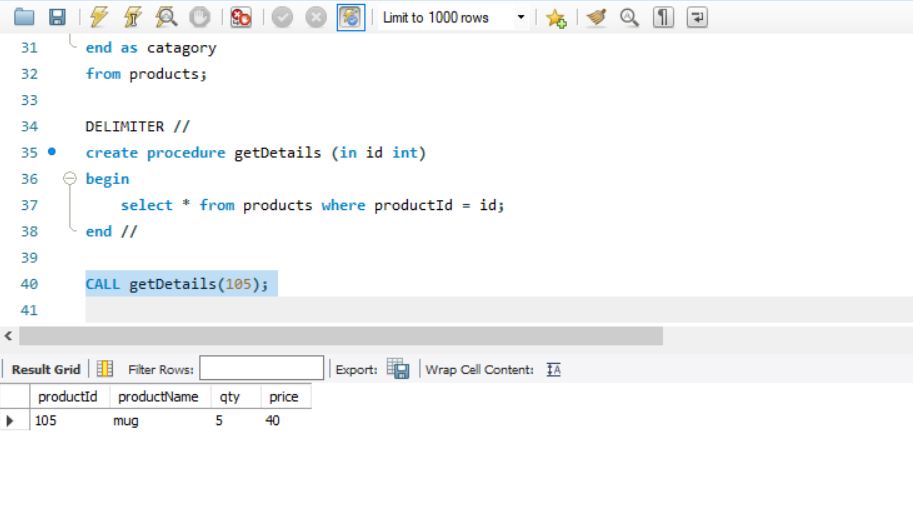 Limit to 1000 rows
31 end as catagory
32 from products;
33
34 DELIMITER //
35 create procedure getDetails (in id int)
36 begin
37 select * from products where productId = id;
38 end //
39
40 CALL getDetails(105);
41
Result Grid Filter Rows: Export: Wrap Cell Content:
productId productName qty price
105 mug 5 40